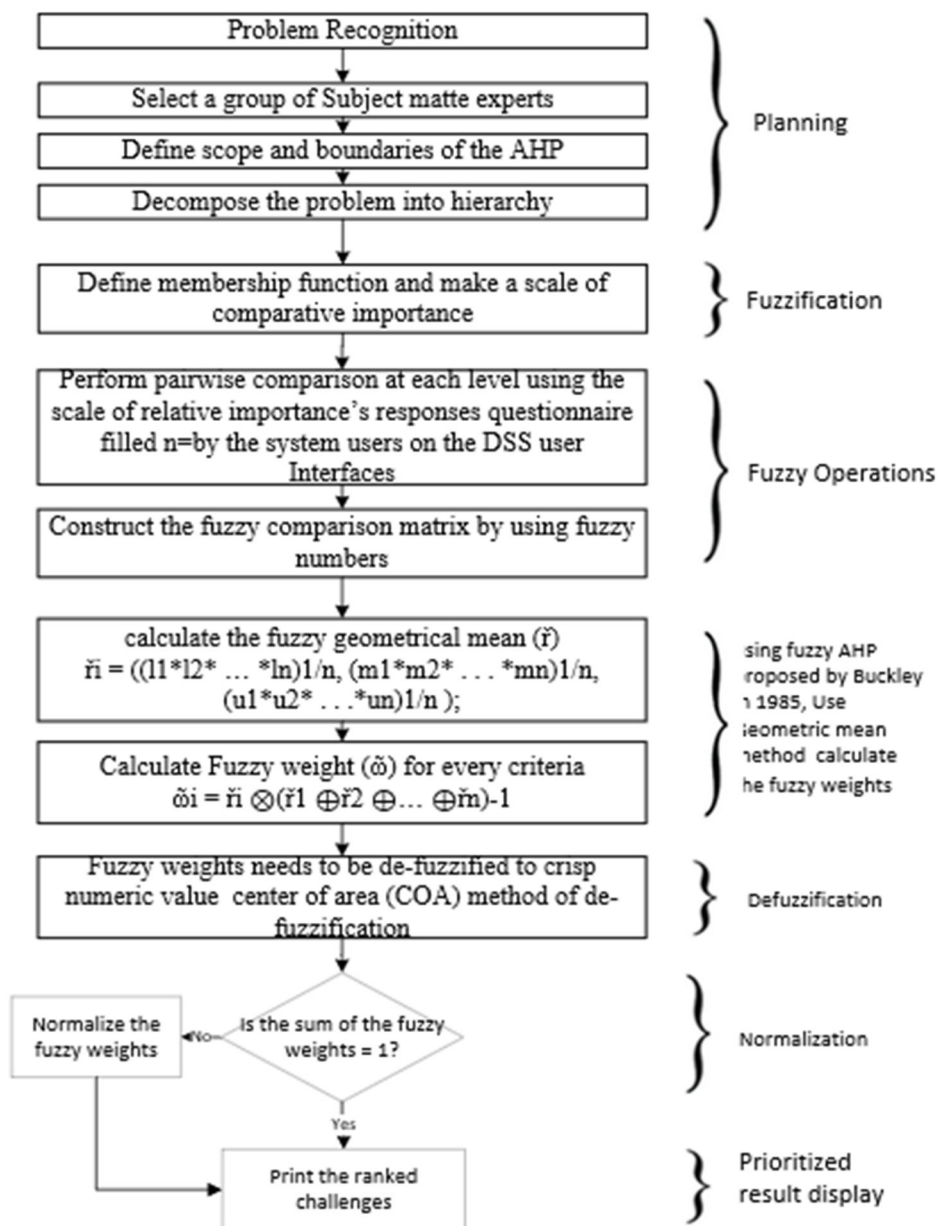 Problem Recognition
Select a group of Subject matte experts
Define scope and boundaries of the AHP
Decompose the problem into hierarchy
Planning
Define membership function and make a scale of
comparative importance
Fuzzification
Perform pairwise comparison at each level using the
scale of relative importance’s responses questionnaire
filled n=by the system users on the DSS user
Interfaces
Construct the fuzzy comparison matrix by using fuzzy
numbers
Fuzzy Operations
calculate the fuzzy geometrical mean (ř)
ři = ((l1*l2* … *ln)1/n, (m1*m2* . . . *mn)1/n,
(u1*u2* . . .*un)1/n );
Calculate Fuzzy weight (ῶ) for every criteria
ῶi = ři ⊗(ř1 ⊕ř2 ⊕… ⊕řn)-1
sing fuzzy AHP
roposed by Buckley
n 1985, Use
eometric mean
ethod calculate
he fuzzy weights
Fuzzy weights needs to be de-fuzzified to crisp
numeric value center of area (COA) method of de-
fuzzification
Defuzzification
Is the sum of the fuzzy
weights = 1?
No
Normalize the
fuzzy weights
Normalization
Yes
Print the ranked
challenges
Prioritized
result display